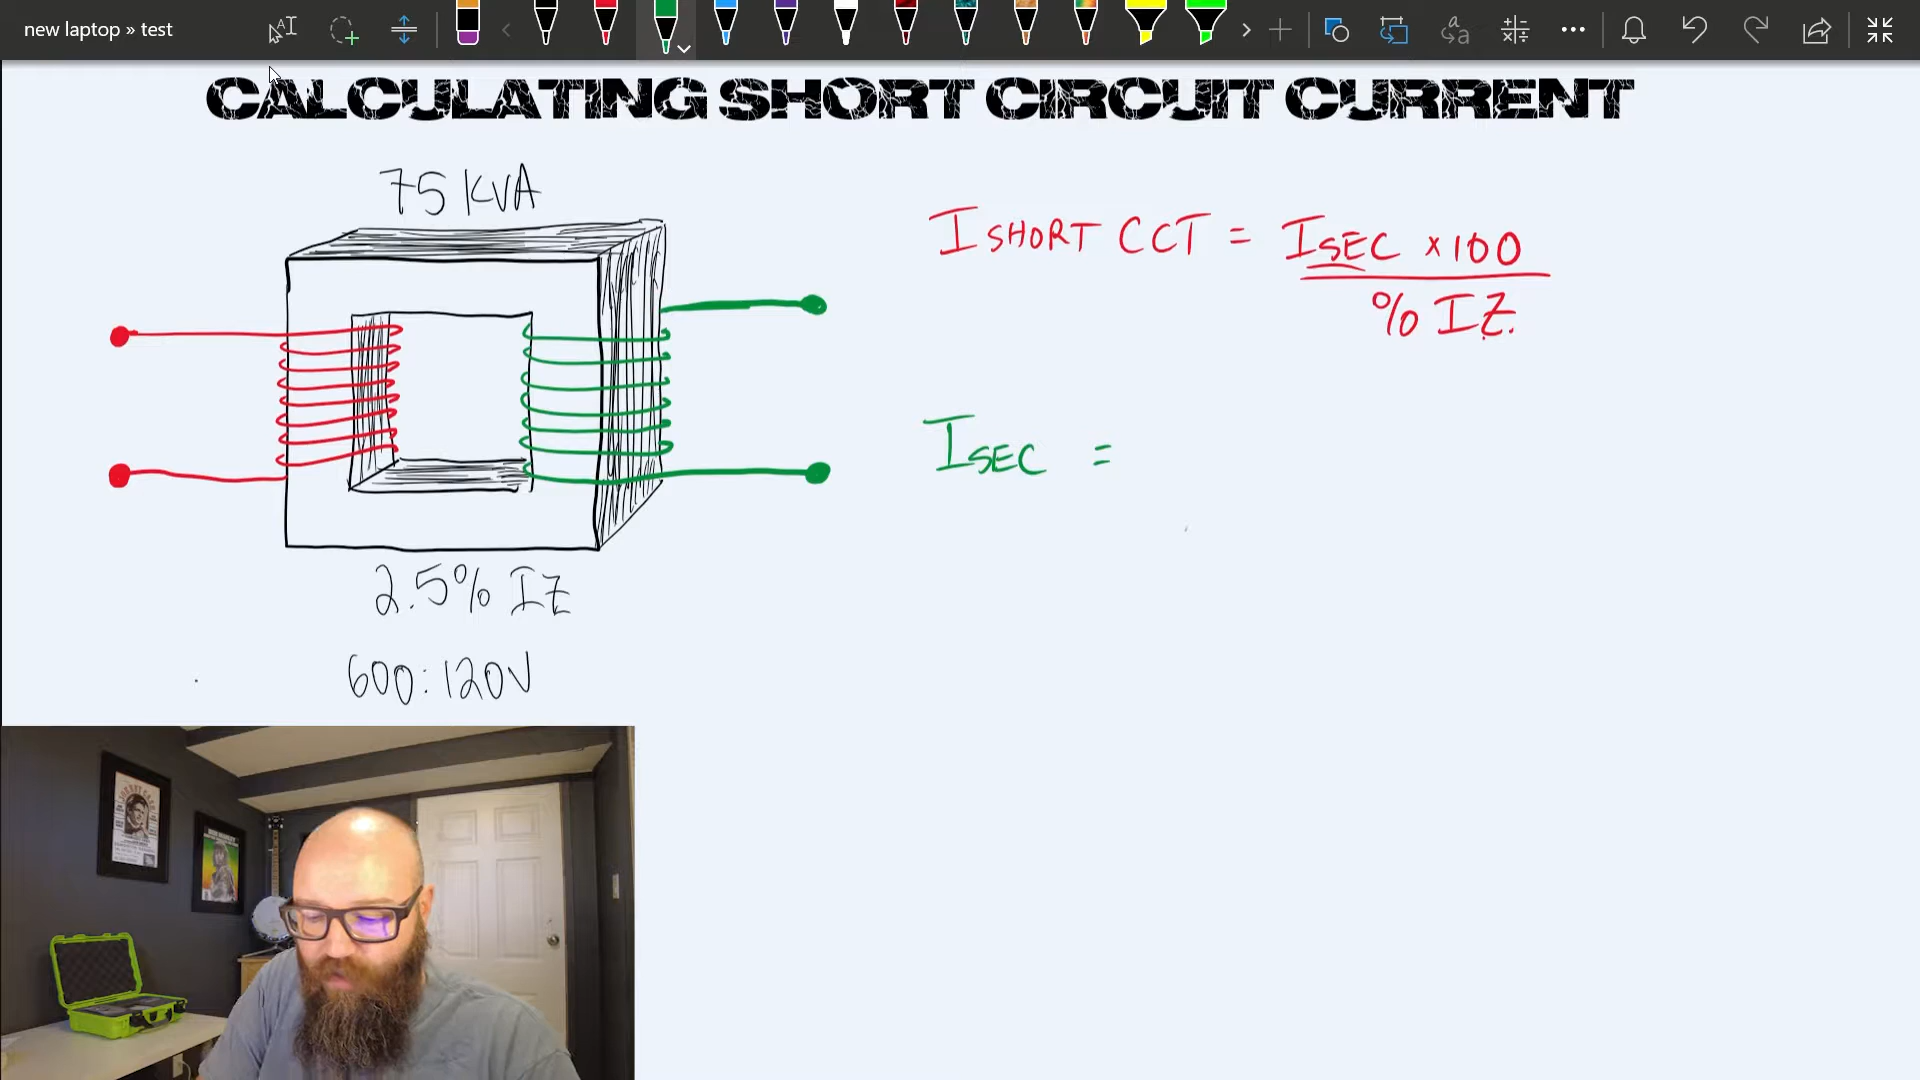 new laptop » test
CALCULATING SHORT CIRCUIT CURRENT
75 KVA
I SHORT CCT = ISEC × 100
% IZ.
ISEC =
2.5% IZ
600:120V